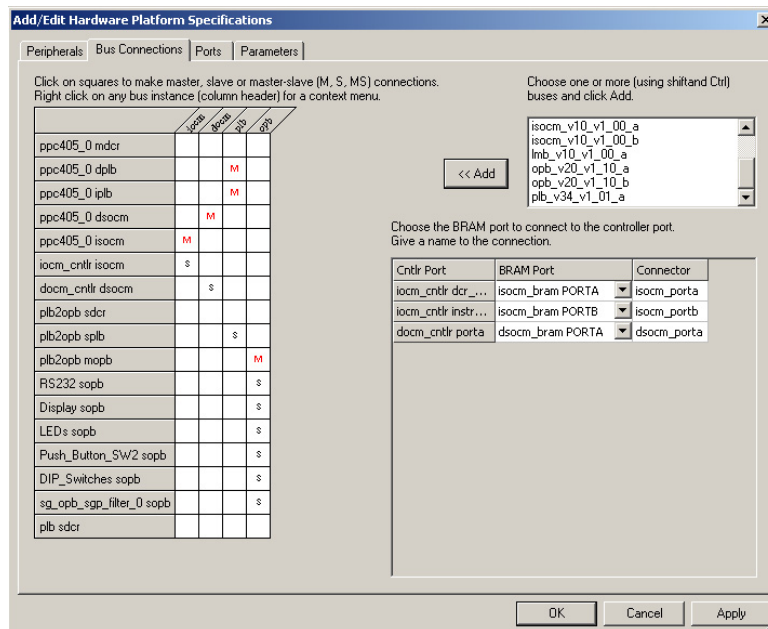 Add/Edit Hardware Platform Specifications
Peripherals Bus Connections Ports Parameters
Click on squares to make master, slave or master-slave (M, S, MS) connections.
Right click on any bus instance (column header) for a context menu.
Choose one or more (using shiftand Ctrl)
buses and click Add.
iocm docm plb opb
ppc405_0 mdcr
ppc405_0 dplb M
ppc405_0 iplb M
ppc405_0 dsocm M
ppc405_0 isocm M
iocm_cntlr isocm S
docm_cntlr dsocm S
plb2opb sdcr
plb2opb splb S
plb2opb mopb M
RS232 sopb S
Display sopb S
LEDs sopb S
Push_Button_SW2 sopb S
DIP_Switches sopb S
sg_opb_sgp_filter_0 sopb S
plb sdcr
<< Add
isocm_v10_v1_00_a
isocm_v10_v1_00_b
lmb_v10_v1_00_a
opb_v20_v1_10_a
opb_v20_v1_10_b
plb_v34_v1_01_a
Choose the BRAM port to connect to the controller port.
Give a name to the connection.
Cntlr Port BRAM Port Connector
iocm_cntlr dcr_... isocm_bram PORTA isocm_porta
iocm_cntlr instr... isocm_bram PORTB isocm_portb
docm_cntlr porta dsocm_bram PORTA dsocm_porta
OK Cancel Apply